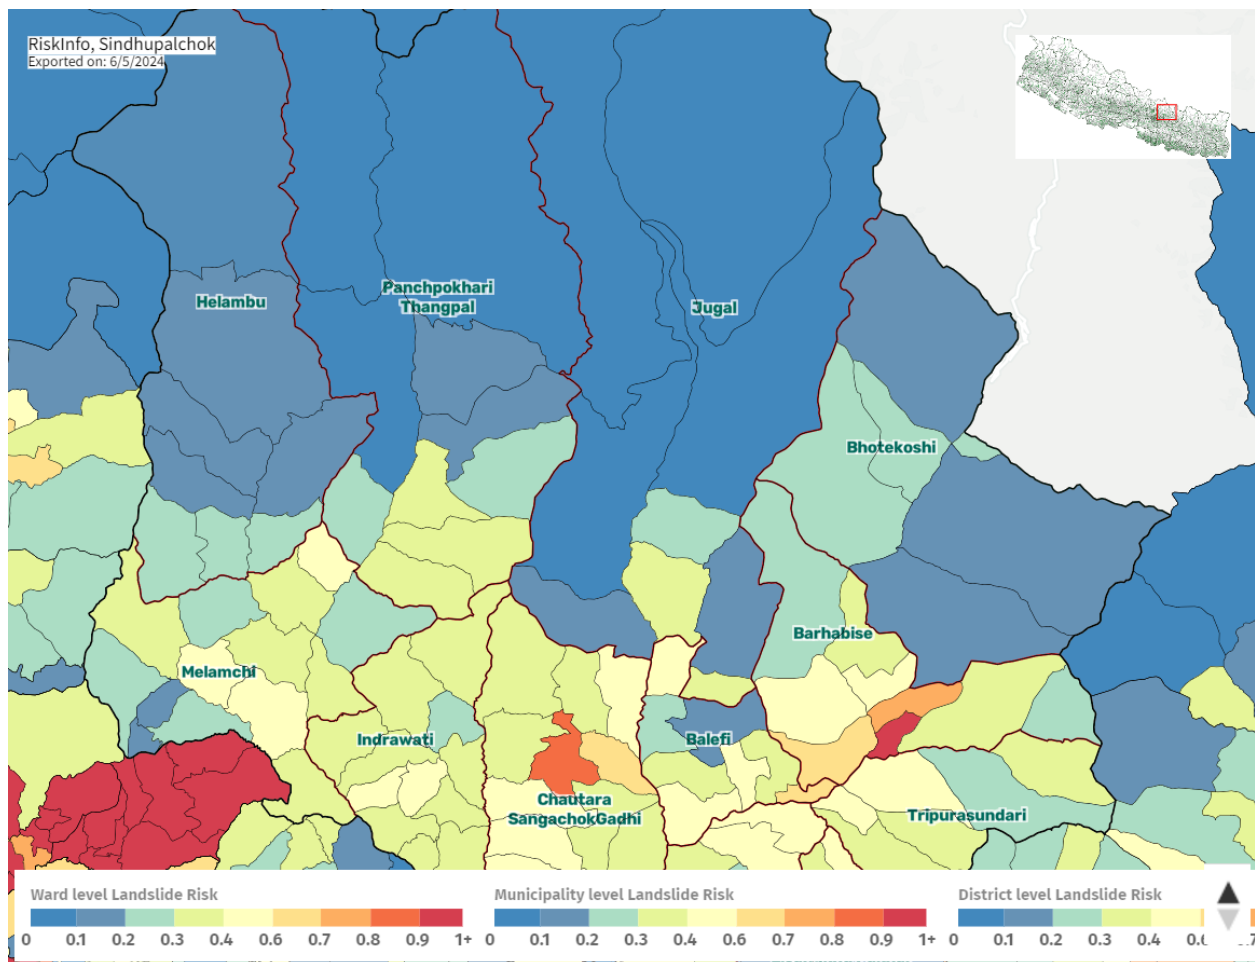 RiskInfo, Sindhupalchok
Exported on: 6/5/2024
Helambu
Panchpokhari
Thangpal
Jugal
Bhotekoshi
Barhabise
Melamchi
Indrawati
Balefi
Chautara
SangachokGadhi
Tripurasundari
Ward level Landslide Risk
0 0.1 0.2 0.3 0.4 0.6 0.7 0.8 0.9 1+
Municipality level Landslide Risk
0 0.1 0.2 0.3 0.4 0.6 0.7 0.8 0.9 1+
District level Landslide Risk
0 0.1 0.2 0.3 0.4